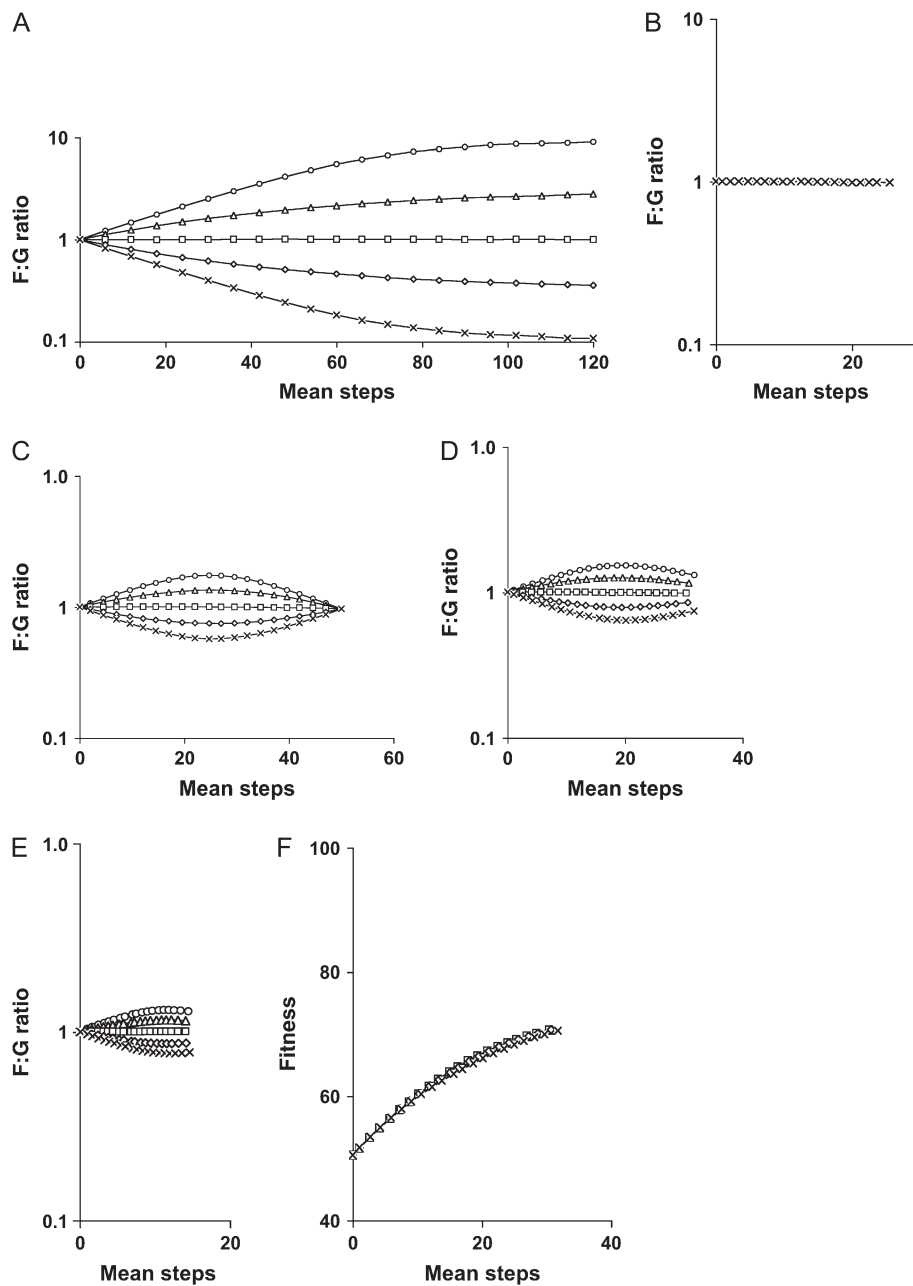 A
10
1
0.1
F:G ratio
0 20 40 60 80 100 120
Mean steps
B
10
1
0.1
F:G ratio
0 20
Mean steps
C
1.0
1
0.1
F:G ratio
0 20 40 60
Mean steps
D
1.0
1
0.1
F:G ratio
0 20 40
Mean steps
E
1.0
1
0.1
F:G ratio
0 20
Mean steps
F
100
80
60
40
Fitness
0 20 40
Mean steps